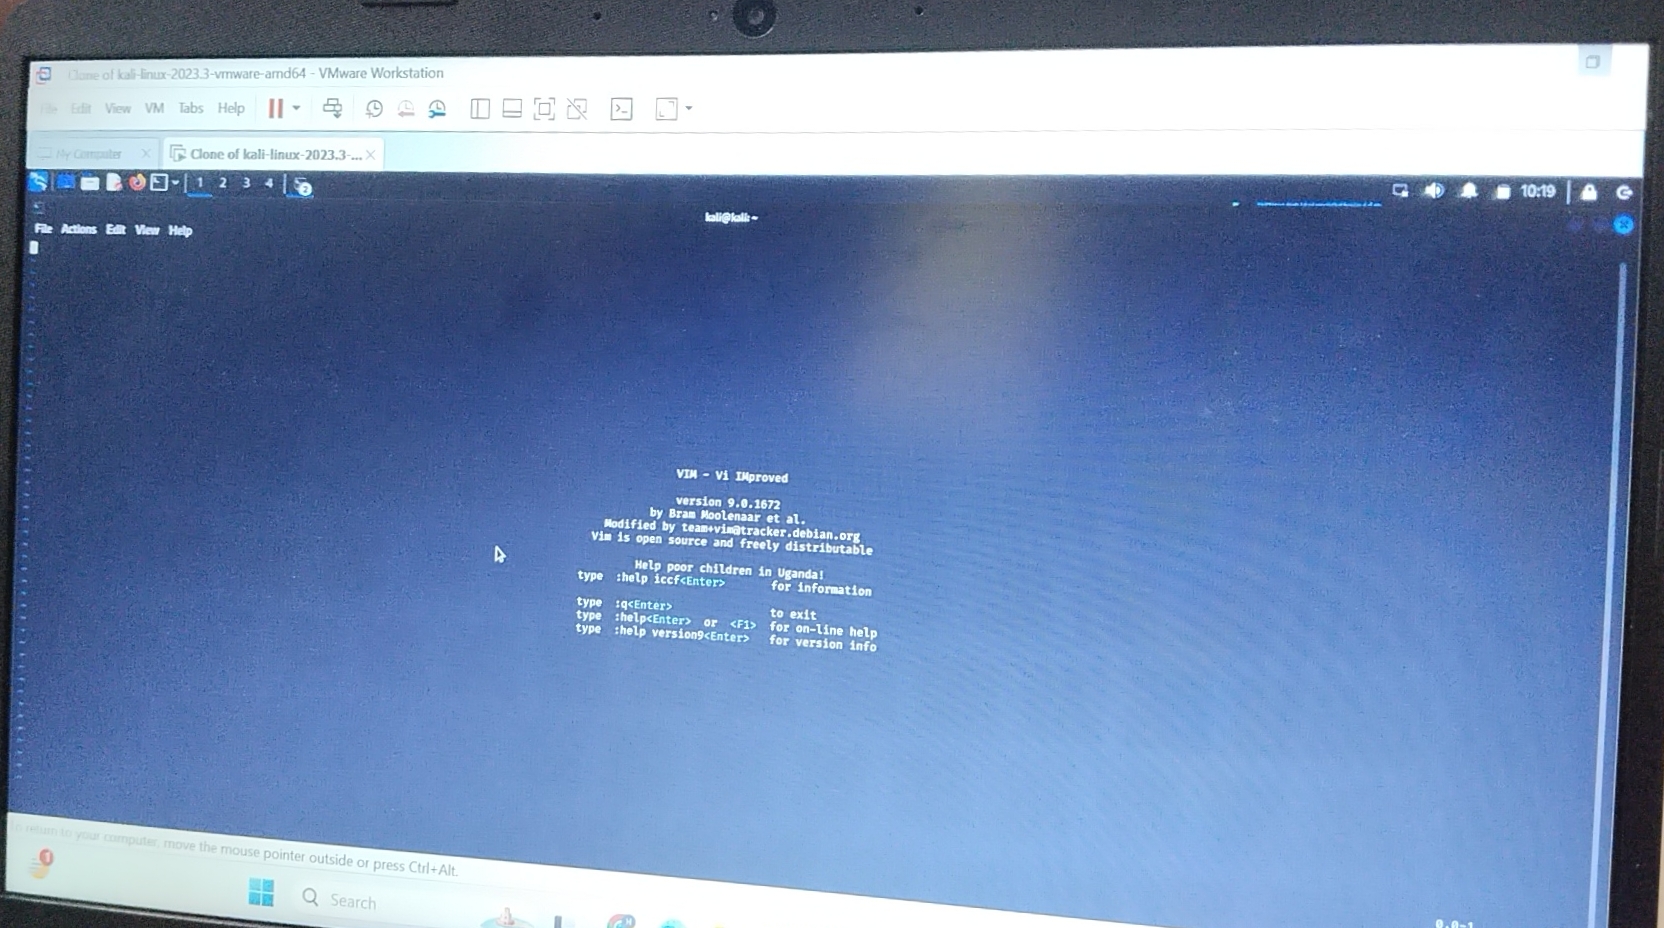 Clone of kali-linux-2023.3-vmware-amd64 - VMware Workstation
File Edit View VM Tabs Help
My Computer
Clone of kali-linux-2023.3-...
1 2 3 4
10:19
kali@kali:~
File Actions Edit View Help
VIM - Vi IMproved
version 9.0.1672
by Bram Moolenaar et al.
Modified by team+vim@tracker.debian.org
Vim is open source and freely distributable
Help poor children in Uganda!
type :help iccf<Enter> for information
type :q<Enter> to exit
type :help<Enter> or <F1> for on-line help
type :help version9<Enter> for version info
0,0-1
return to your computer, move the mouse pointer outside or press Ctrl+Alt.
1
Search